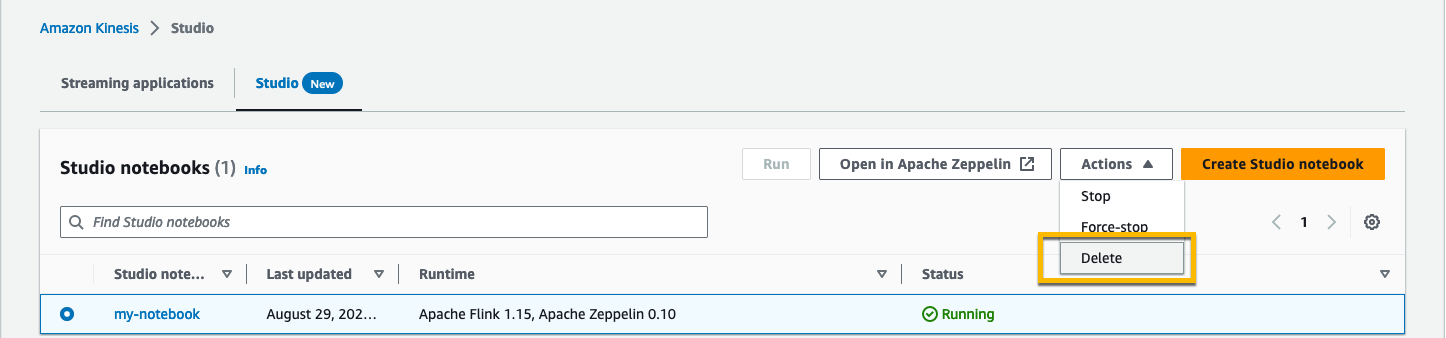 Amazon Kinesis > Studio
Streaming applications
Studio New
Studio notebooks (1) Info
Run
Open in Apache Zeppelin
Actions
Create Studio notebook
Stop
Force-stop
Delete
Find Studio notebooks
1
Studio note... Last updated Runtime Status
my-notebook August 29, 202... Apache Flink 1.15, Apache Zeppelin 0.10 Running